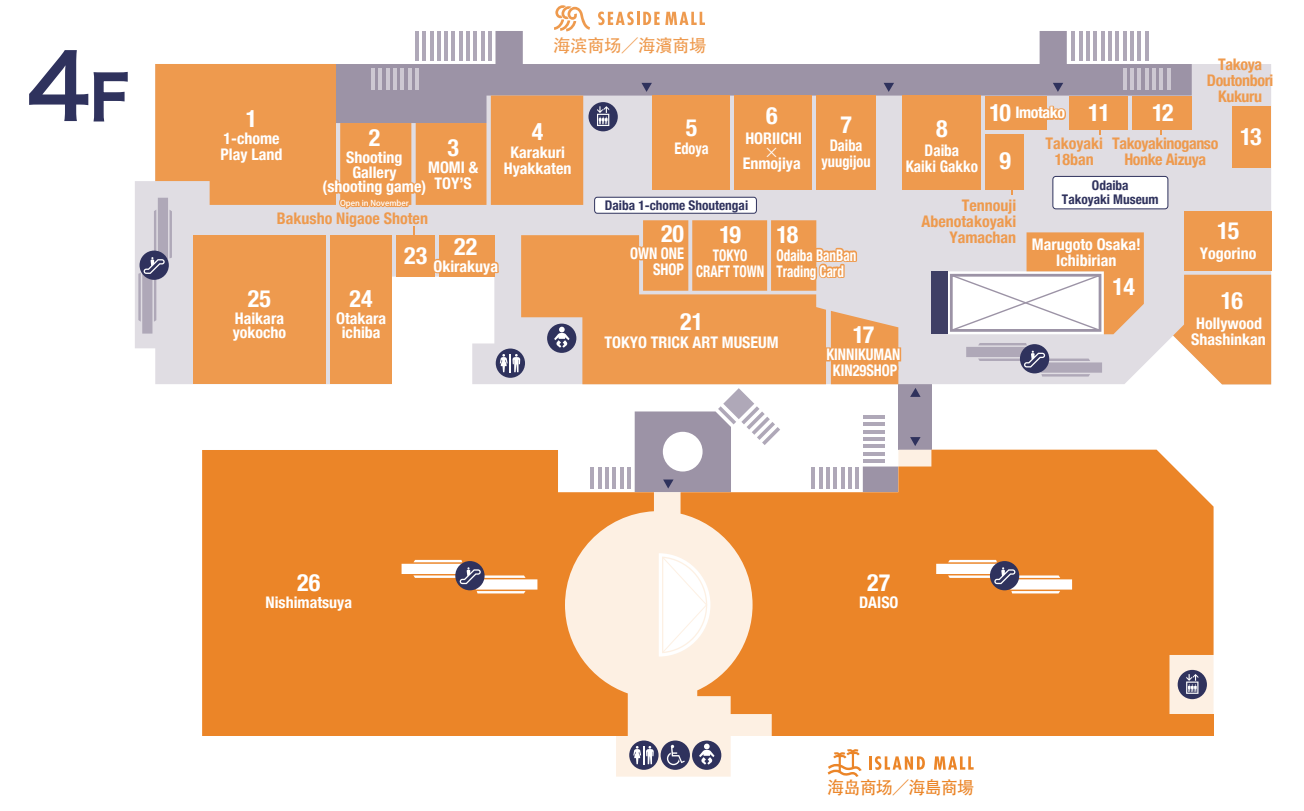 SEASIDE MALL
海滨商场／海濱商場
4F
1
1-chome
Play Land
2
Shooting
Gallery
(shooting game)
Open in November.
3
MOMI &
TOY'S
4
Karakuri
Hyakkaten
5
Edoya
6
HORIICHI
×
Enmojiya
7
Daiba
yuugijou
8
Daiba
Kaiki Gakko
10 Imotako
9
Tennouji
Abenotakoyaki
Yamachan
11
Takoyaki
18ban
12
Takoyakinoganso
Honke Aizuya
Takoya
Doutonbori
Kukuru
13
Daiba 1-chome Shoutengai
Odaiba
Takoyaki Museum
Bakusho Nigaoe Shoten
23
22
Okirakuya
25
Haikara
yokocho
24
Otakara
ichiba
20
OWN ONE
SHOP
19
TOKYO
CRAFT TOWN
18
Odaiba BanBan
Trading Card
21
TOKYO TRICK ART MUSEUM
17
KINNIKUMAN
KIN29SHOP
Marugoto Osaka!
Ichibirian
14
15
Yogorino
16
Hollywood
Shashinkan
26
Nishimatsuya
27
DAISO
ISLAND MALL
海岛商场／海島商場